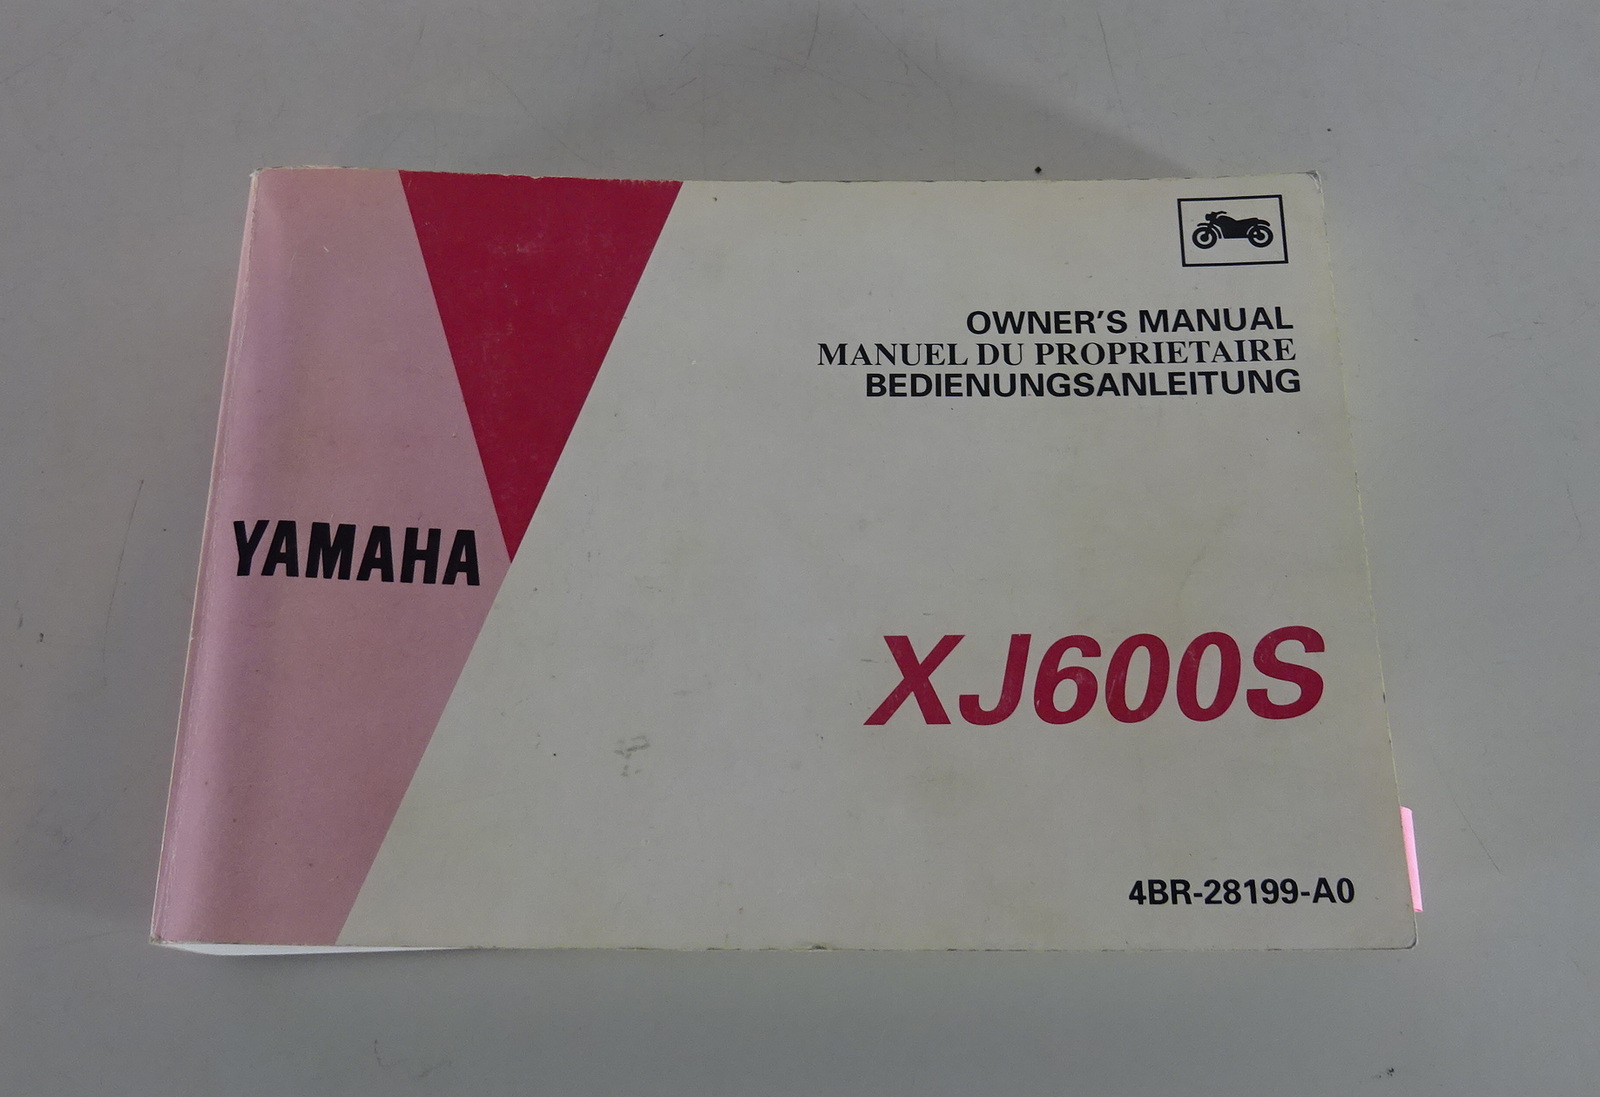 OWNER'S MANUAL
MANUEL DU PROPRIETAIRE
BEDIENUNGSANLEITUNG
YAMAHA
XJ600S
4BR-28199-A0